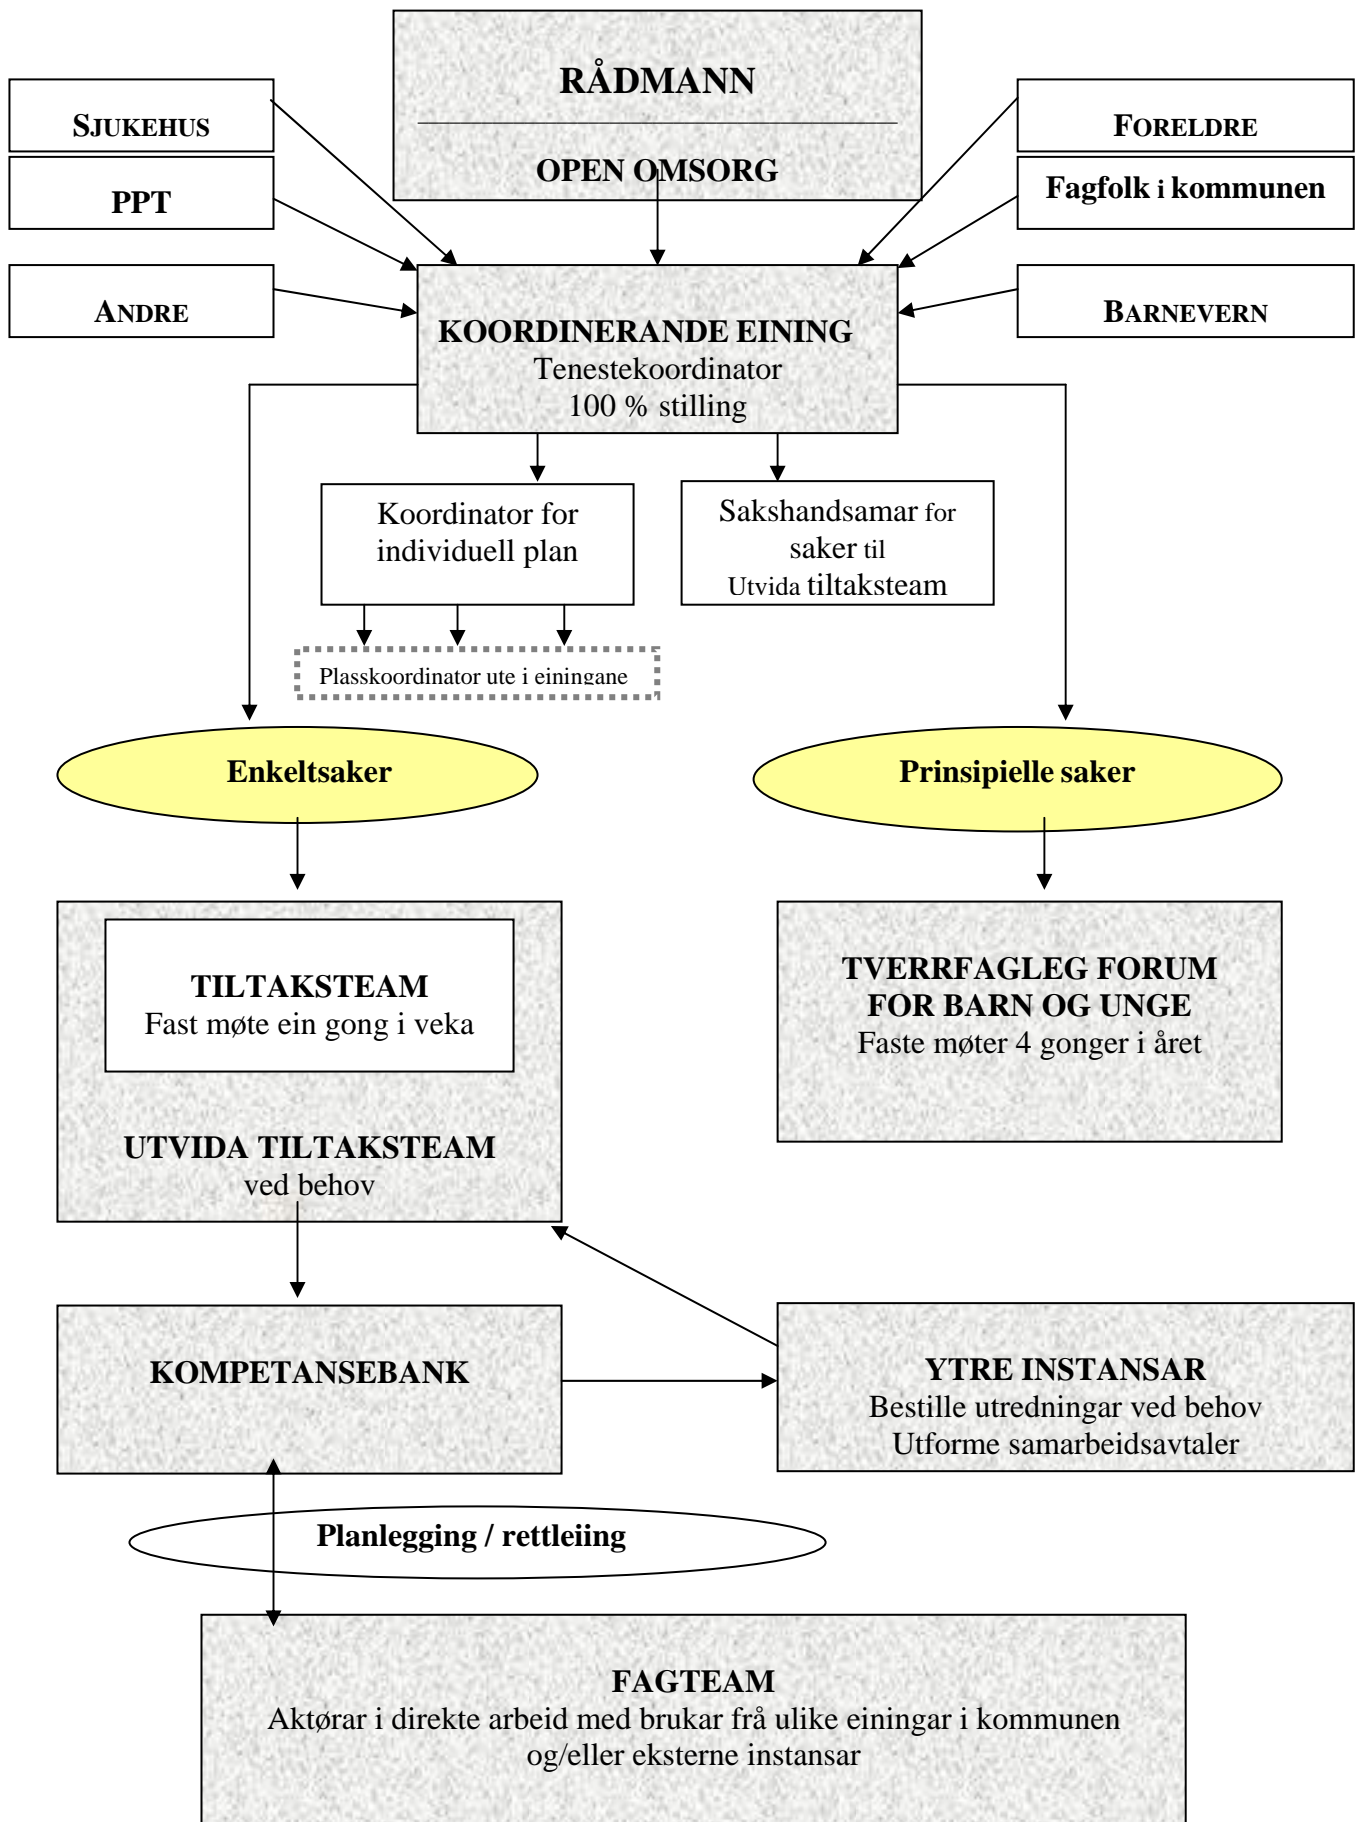 RÅDMANN
OPEN OMSORG
SJUKEHUS
PPT
ANDRE
FORELDRE
Fagfolk i kommunen
BARNEVERN
KOORDINERANDE EINING
Tenestekoordinator
100 % stilling
Koordinator for
individuell plan
Sakshandsamar for
saker til
Utvida tiltaksteam
Plasskoordinator ute i einingane
Enkeltsaker
Prinsipielle saker
TILTAKSTEAM
Fast møte ein gong i veka
UTVIDA TILTAKSTEAM
ved behov
TVERRFAGLEG FORUM
FOR BARN OG UNGE
Faste møter 4 gonger i året
KOMPETANSEBANK
YTRE INSTANSAR
Bestille utredningar ved behov
Utforme samarbeidsavtaler
Planlegging / rettleiing
FAGTEAM
Aktørar i direkte arbeid med brukar frå ulike einingar i kommunen
og/eller eksterne instansar